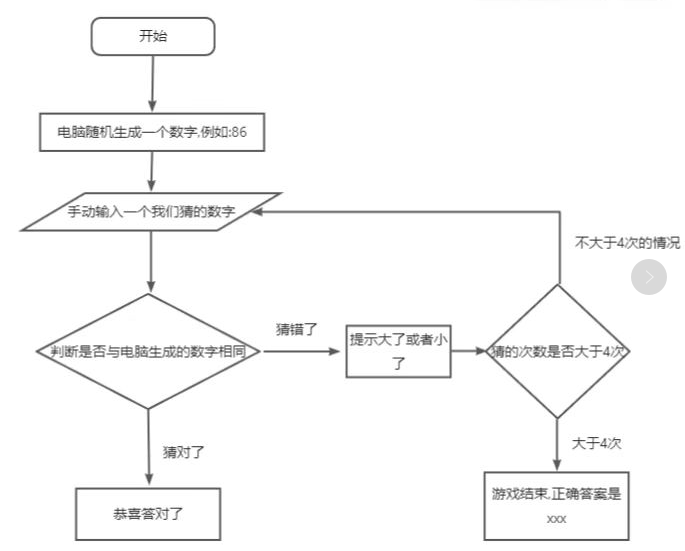 开始
电脑随机生成一个数字,例如:86
手动输入一个我们猜的数字
不大于4次的情况
判断是否与电脑生成的数字相同
猜错了
提示大了或者小
了
猜的次数是否大于4次
猜对了
大于4次
恭喜答对了
游戏结束,正确答案是
xxx